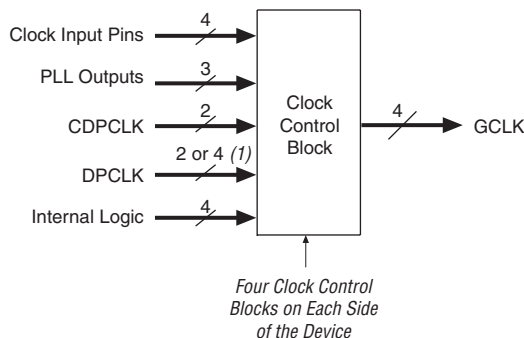 4
Clock Input Pins
3
PLL Outputs
2
CDPCLK
2 or 4 (1)
DPCLK
4
Internal Logic
Clock
Control
Block
4
GCLK
Four Clock Control
Blocks on Each Side
of the Device